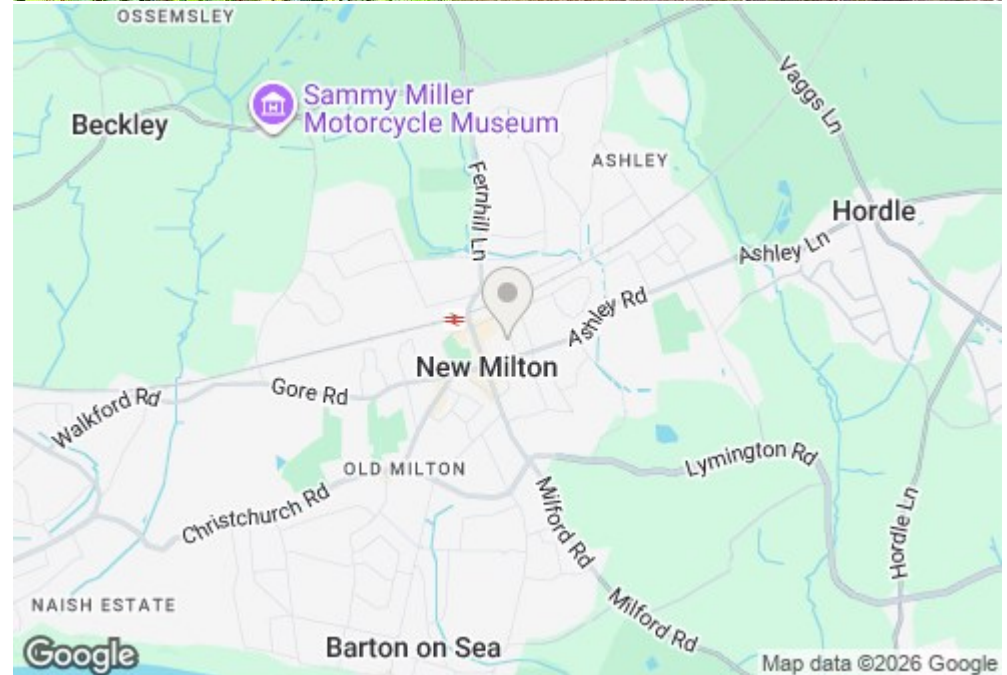 OSSEMSLEY
Sammy Miller
Motorcycle Museum
Beckley
Vaggs Ln
ASHLEY
Fernhill Ln
Hordle
Ashley Ln
Ashley Rd
New Milton
Gore Rd
Walkford Rd
OLD MILTON
Lymington Rd
Christchurch Rd
Milford Rd
Hordle Ln
NAISH ESTATE
Milford Rd
Barton on Sea
Google
Map data ©2026 Google